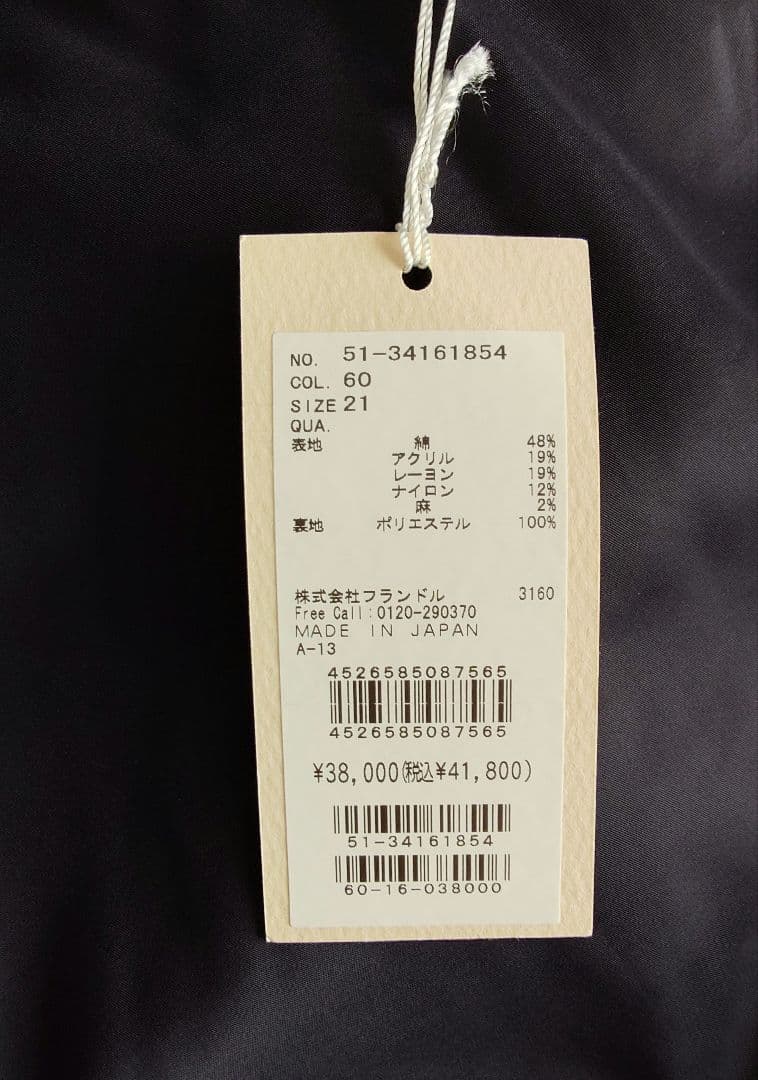 NO. 51-34161854
COL. 60
SIZE 21
QUA.
表地 綿 48%
アクリル 19%
レーヨン 19%
ナイロン 12%
麻 2%
裏地 ポリエステル 100%
株式会社フランドル 3160
Free Call:0120-290370
MADE IN JAPAN
A-13
4526585087565
4526585087565
¥38,000(税込¥41,800)
51-34161854
60-16-038000